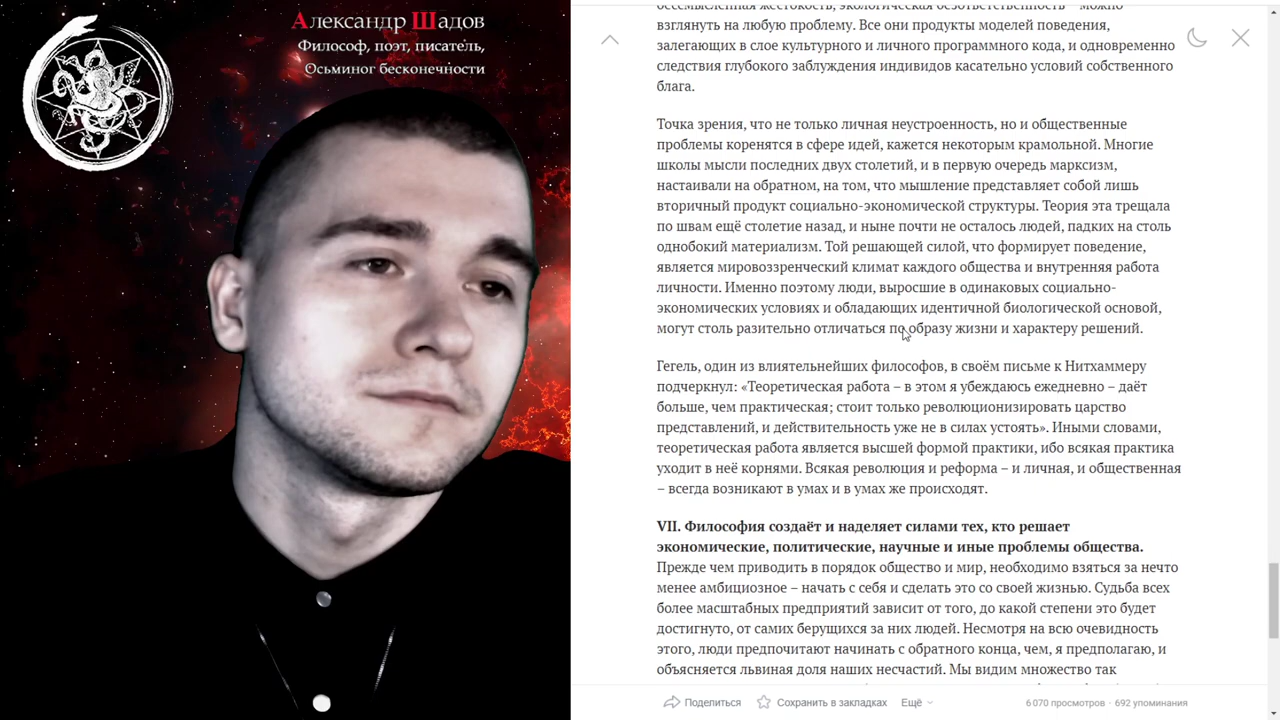 Александр Шадов
Философ, поэт, писатель,
Осьминог бесконечности
бессмысленная жестокость, экологическая безответственность – можно
взглянуть на любую проблему. Все они продукты моделей поведения,
залегающих в слое культурного и личного программного кода, и одновременно
следствия глубокого заблуждения индивидов касательно условий собственного
блага.
Точка зрения, что не только личная неустроенность, но и общественные
проблемы коренятся в сфере идей, кажется некоторым крамольной. Многие
школы мысли последних двух столетий, и в первую очередь марксизм,
настаивали на обратном, на том, что мышление представляет собой лишь
вторичный продукт социально-экономической структуры. Теория эта трещала
по швам ещё столетие назад, и ныне почти не осталось людей, падких на столь
однобокий материализм. Той решающей силой, что формирует поведение,
является мировоззренческий климат каждого общества и внутренняя работа
личности. Именно поэтому люди, выросшие в одинаковых социально-
экономических условиях и обладающих идентичной биологической основой,
могут столь разительно отличаться по образу жизни и характеру решений.
Гегель, один из влиятельнейших философов, в своём письме к Нитхаммеру
подчеркнул: «Теоретическая работа – в этом я убеждаюсь ежедневно – даёт
больше, чем практическая; стоит только революционизировать царство
представлений, и действительность уже не в силах устоять». Иными словами,
теоретическая работа является высшей формой практики, ибо всякая практика
уходит в неё корнями. Всякая революция и реформа – и личная, и общественная
– всегда возникают в умах и в умах же происходят.
VII. Философия создаёт и наделяет силами тех, кто решает
экономические, политические, научные и иные проблемы общества.
Прежде чем приводить в порядок общество и мир, необходимо взяться за нечто
менее амбициозное – начать с себя и сделать это со своей жизнью. Судьба всех
более масштабных предприятий зависит от того, до какой степени это будет
достигнуто, от самих берущихся за них людей. Несмотря на всю очевидность
этого, люди предпочитают начинать с обратного конца, чем, я предполагаю, и
объясняется львиная доля наших несчастий. Мы видим множество так
Поделиться Сохранить в закладках Ещё 6 070 просмотров · 692 упоминания